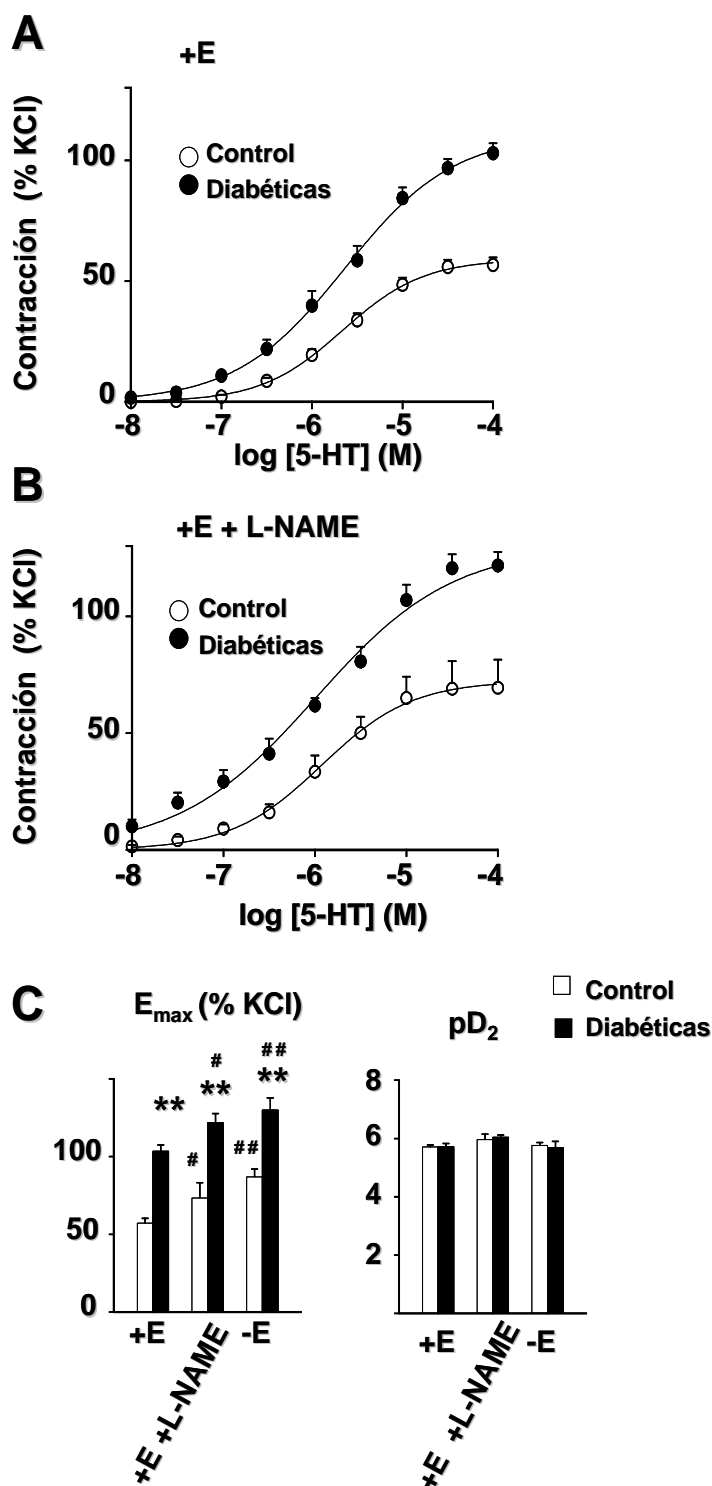 A
+E
Contracción (% KCl)
100
50
0
Control
Diabéticas
-8 -7 -6 -5 -4
log [5-HT] (M)
B
+E + L-NAME
Contracción (% KCl)
100
50
0
Control
Diabéticas
-8 -7 -6 -5 -4
log [5-HT] (M)
C
Emax (% KCl)
pD2
Control
Diabéticas
100
50
0
** # ** ## **
# ##
+E +E +L-NAME -E
8
6
4
2
+E +E +L-NAME -E